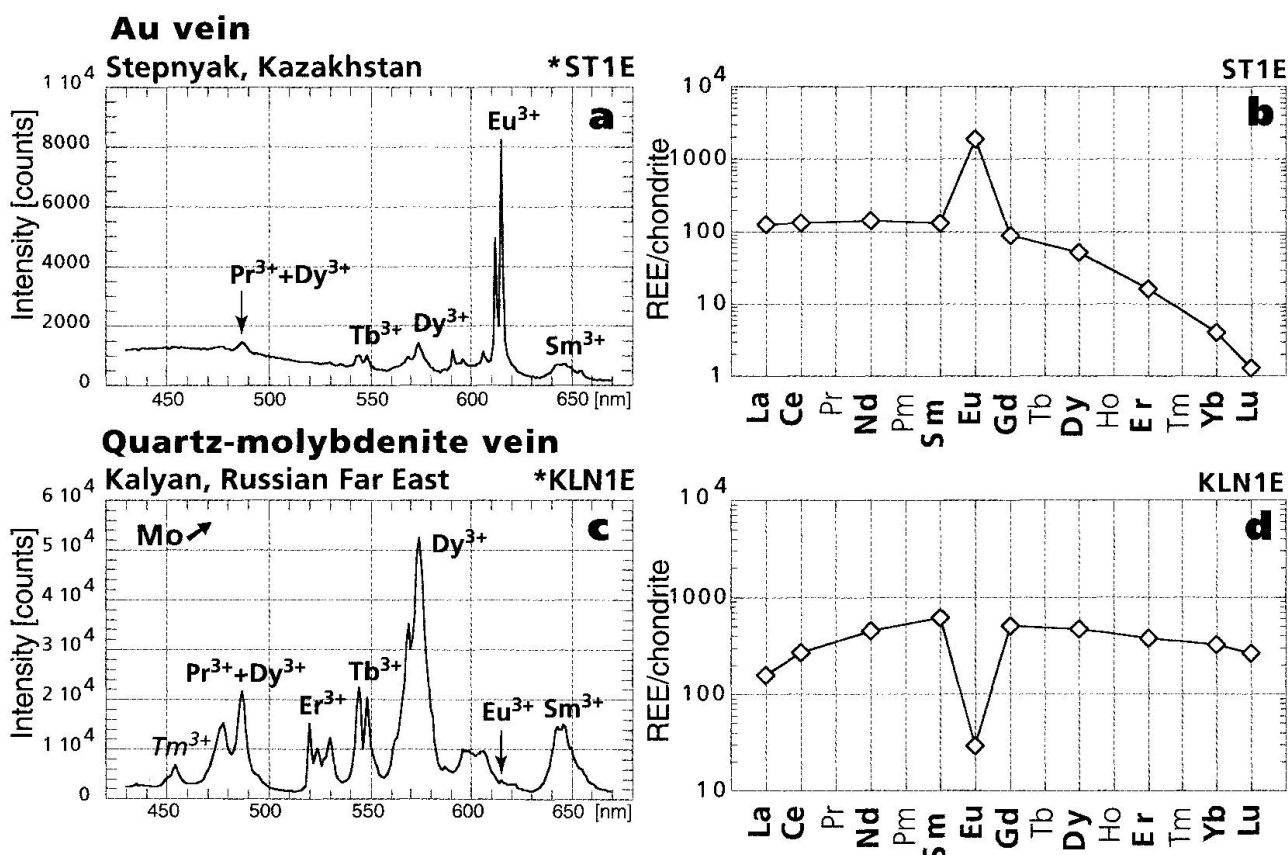 Au vein
Stepnyak, Kazakhstan *ST1E
1 10⁴
8000
6000
4000
2000
0
Intensity [counts]
a
Eu³⁺
Pr³⁺+Dy³⁺
Tb³⁺
Dy³⁺
Sm³⁺
450 500 550 600 650 [nm]
ST1E
b
10⁴
1000
100
10
1
REE/chondrite
La Ce Pr Nd Pm Sm Eu Gd Tb Dy Ho Er Tm Yb Lu
Quartz-molybdenite vein
Kalyan, Russian Far East *KLN1E
6 10⁴
5 10⁴
4 10⁴
3 10⁴
2 10⁴
1 10⁴
0
Intensity [counts]
Mo
c
Dy³⁺
Pr³⁺+Dy³⁺
Tb³⁺
Er³⁺
Eu³⁺ Sm³⁺
Tm³⁺
450 500 550 600 650 [nm]
KLN1E
d
10⁴
1000
100
10
REE/chondrite
La Ce Pr Nd Pm Sm Eu Gd Tb Dy Ho Er Tm Yb Lu